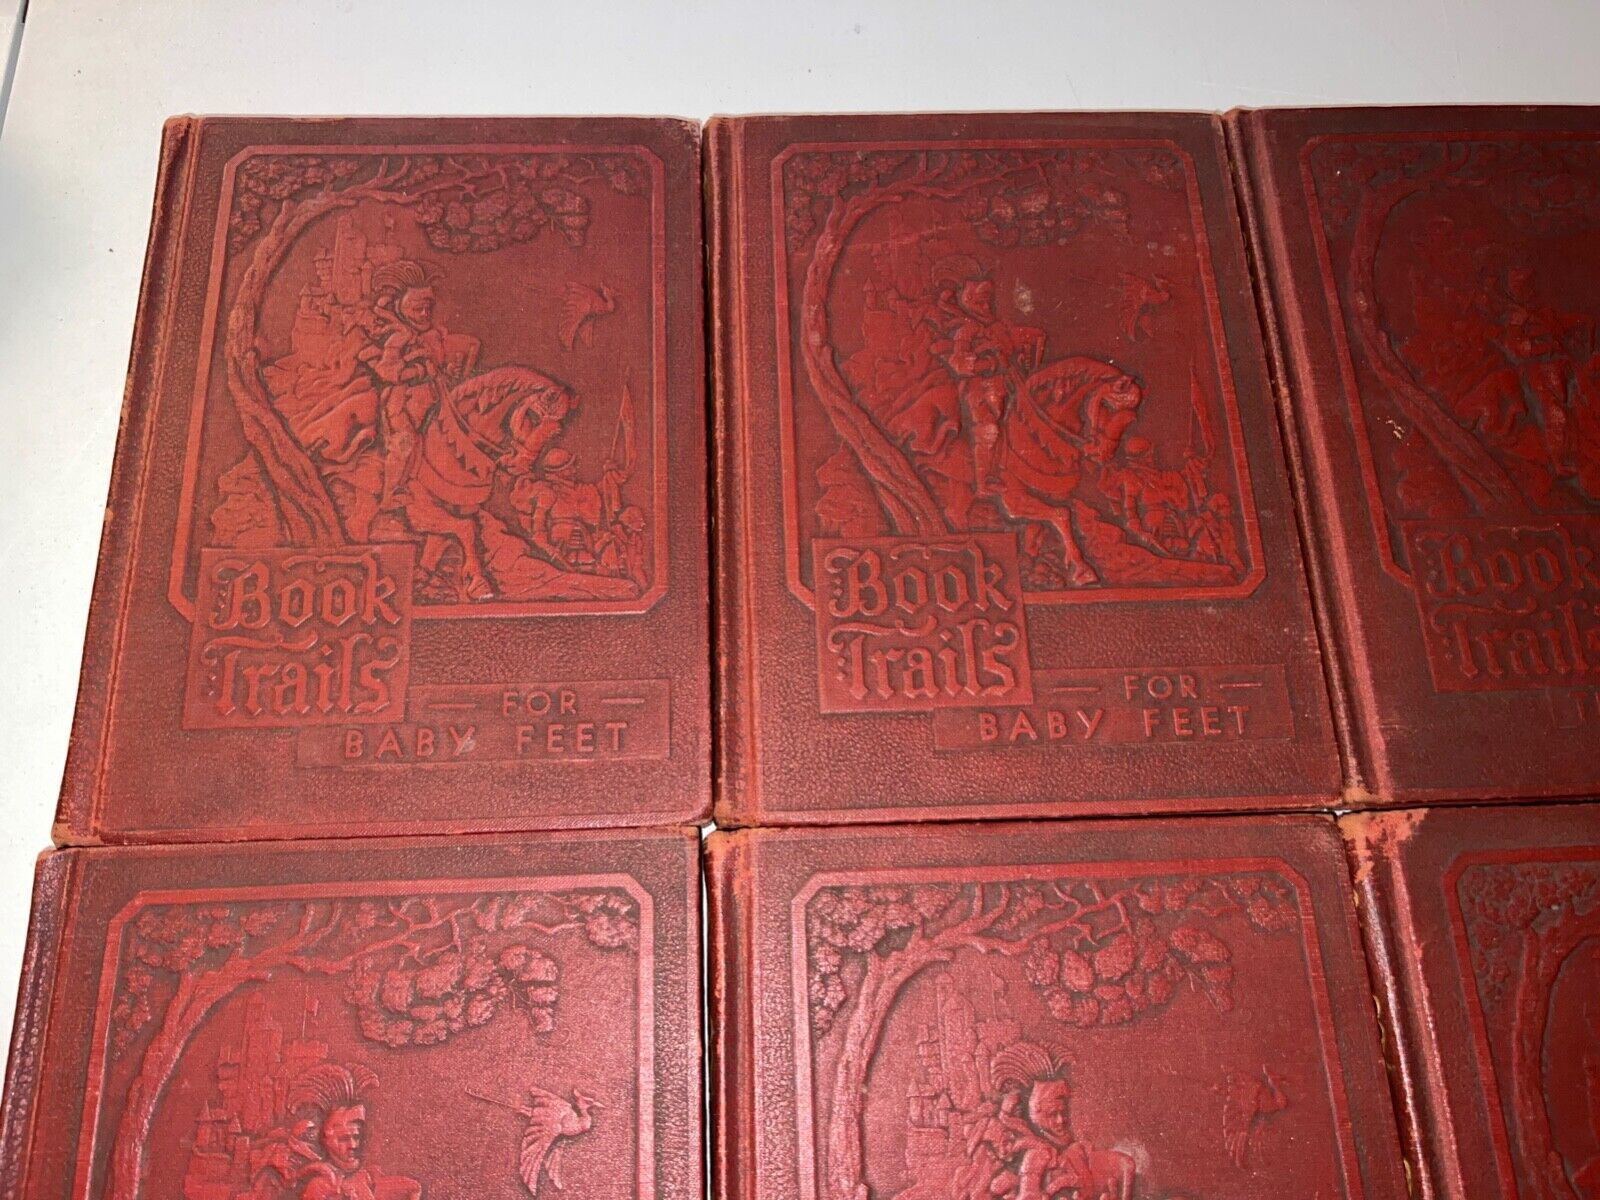 Book
Trails
— FOR —
BABY FEET
Book
Trails
— FOR —
BABY FEET
Book
Trails